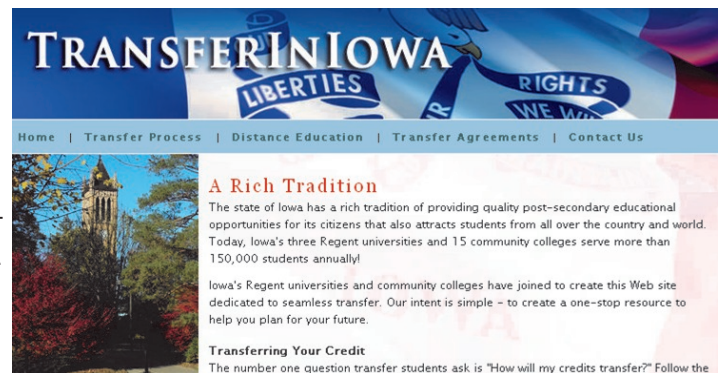 TRANSFERINIOWA
LIBERTIES
RIGHTS
WE WI
Home | Transfer Process | Distance Education | Transfer Agreements | Contact Us
A Rich Tradition
The state of Iowa has a rich tradition of providing quality post-secondary educational
opportunities for its citizens that also attracts students from all over the country and world.
Today, Iowa's three Regent universities and 15 community colleges serve more than
150,000 students annually!
Iowa's Regent universities and community colleges have joined to create this Web site
dedicated to seamless transfer. Our intent is simple - to create a one-stop resource to
help you plan for your future.
Transferring Your Credit
The number one question transfer students ask is "How will my credits transfer?" Follow the